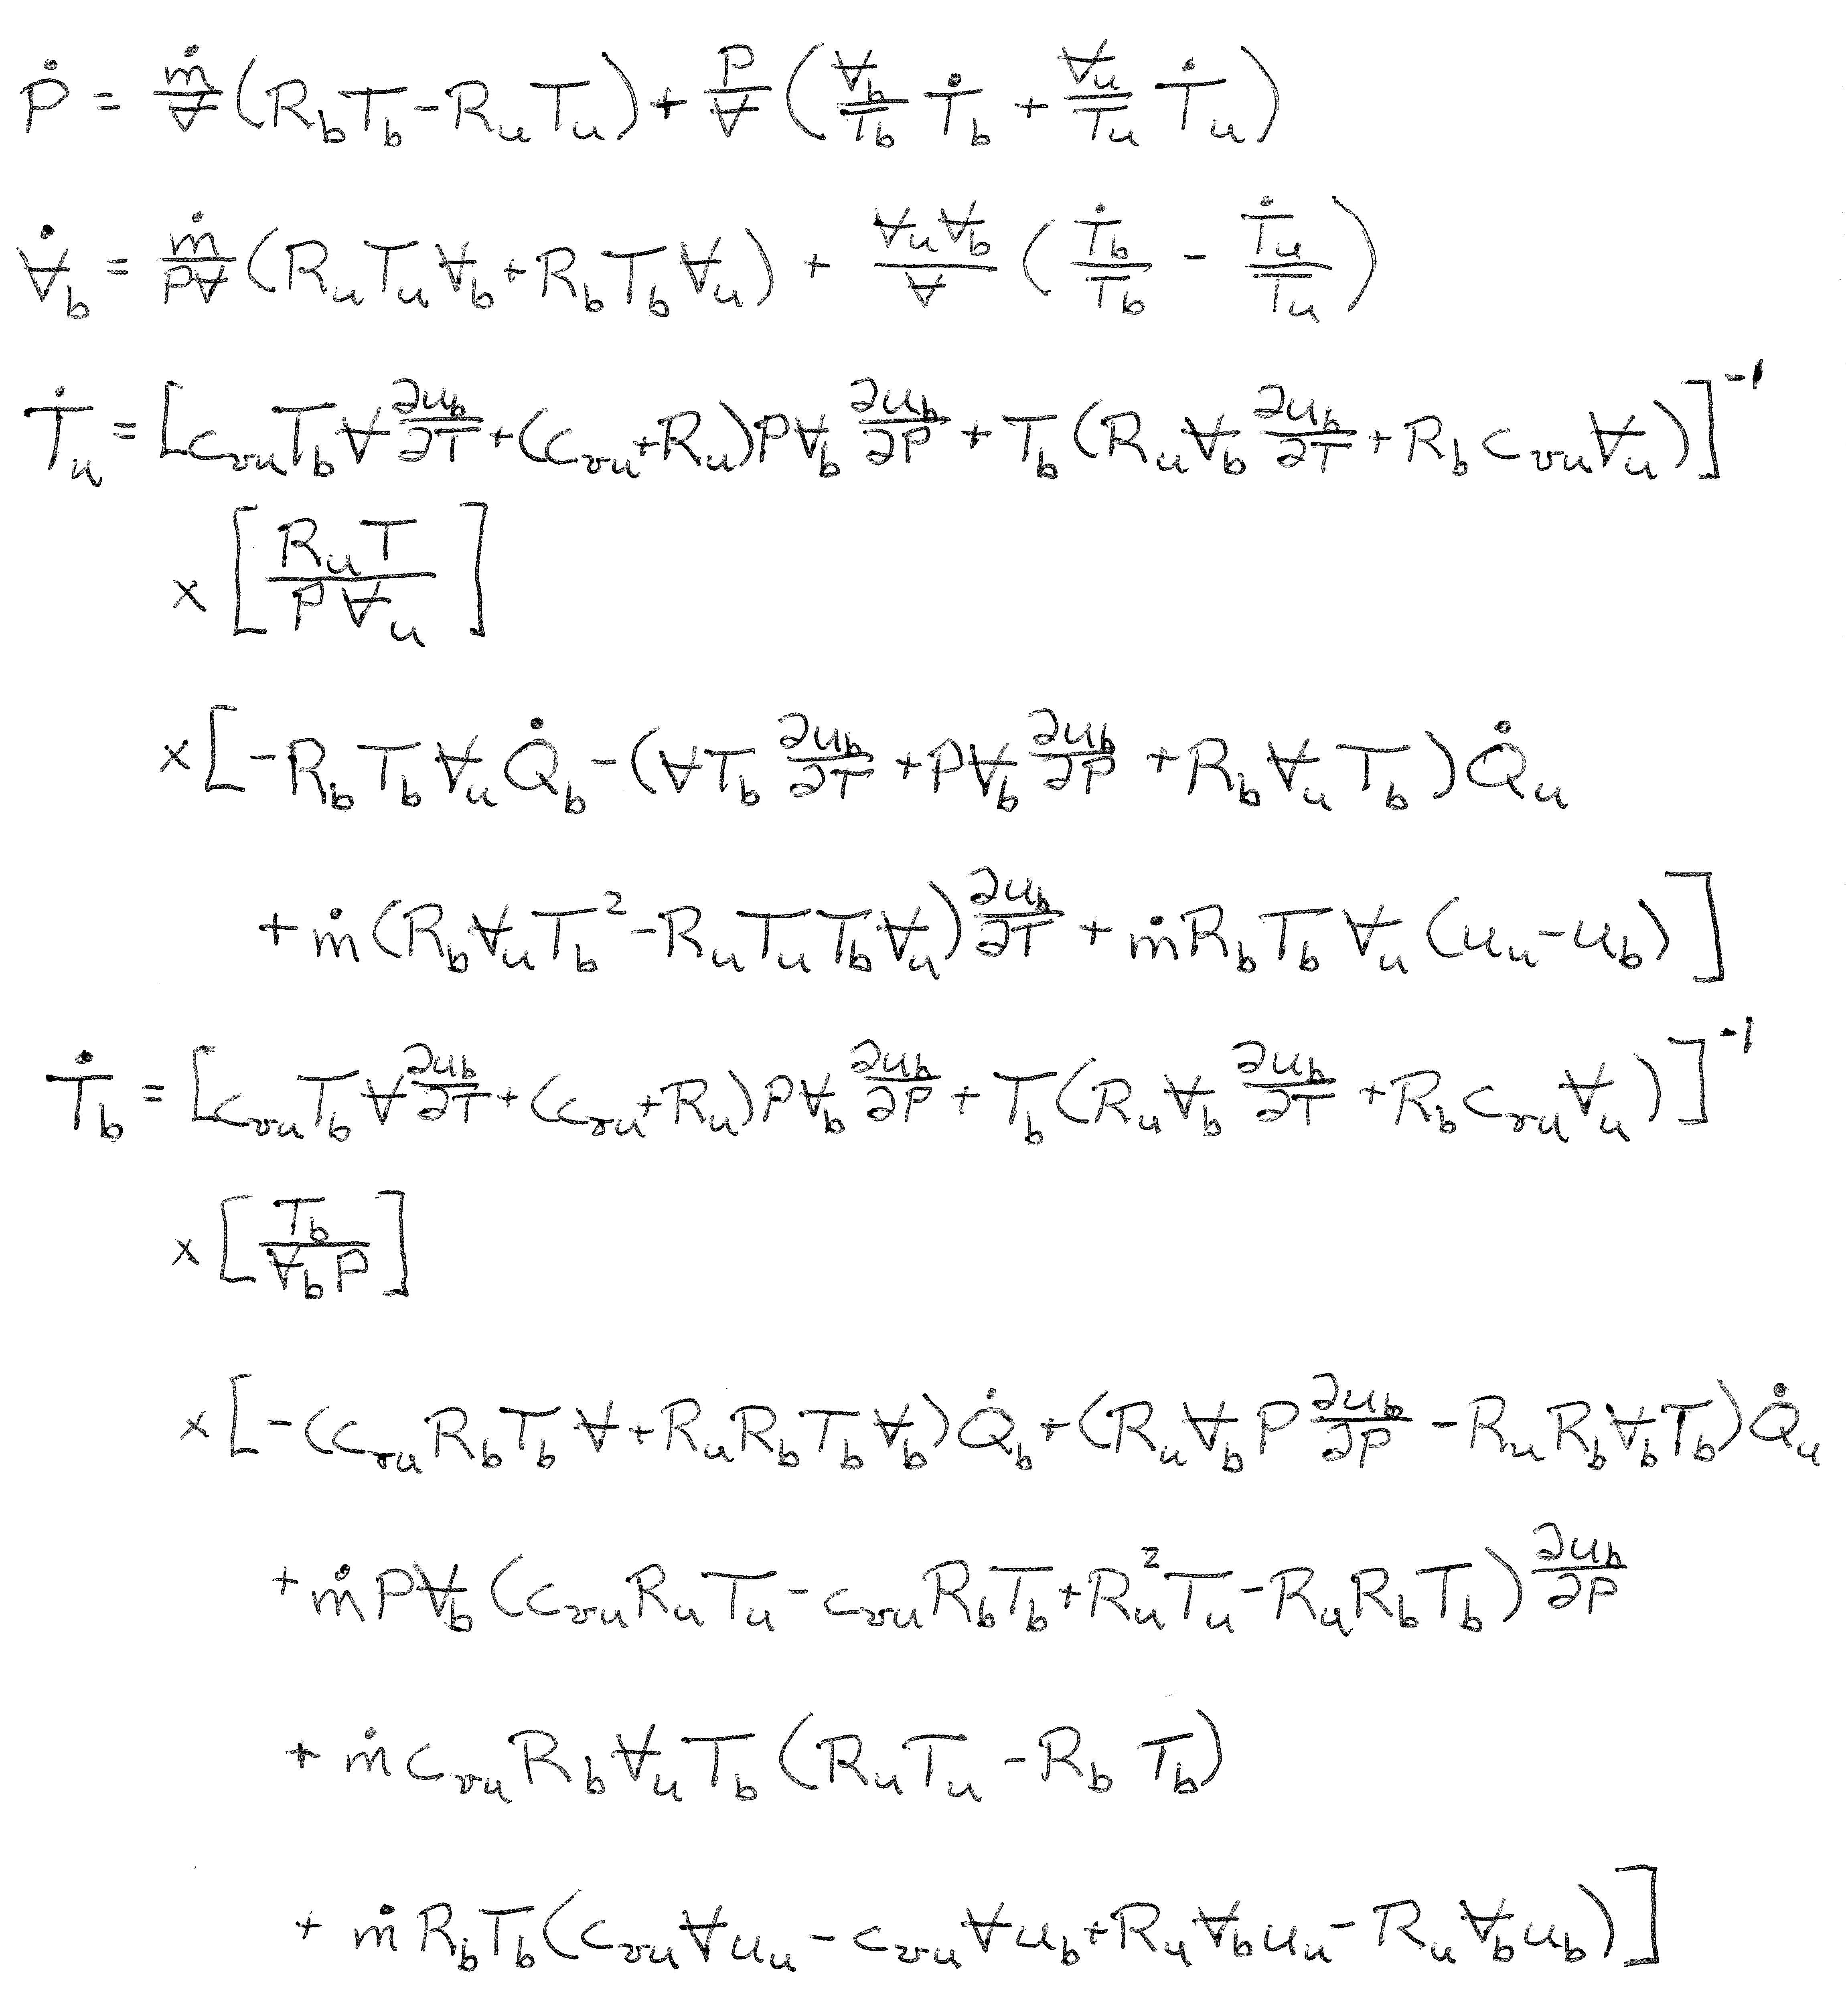 Ṗ = ṁ/V̶ (R_b T_b - R_u T_u) + P/V̶ (V̶_b/T_b Ṫ_b + V̶_u/T_u Ṫ_u)
V̶̇_b = ṁ/(PV̶) (R_u T_u V̶_b + R_b T_b V̶_u) + V̶_u V̶_b/V̶ (Ṫ_b/T_b - Ṫ_u/T_u)
Ṫ_u = [c_vu T_b V̶ ∂u_b/∂T + (c_vu + R_u) P V̶_b ∂u_b/∂P + T_b (R_u V̶_b ∂u_b/∂T + R_b c_vu V̶_u)]^-1
× [R_u T/(P V̶_u)]
× [-R_b T_b V̶_u Q̇_b - (V̶ T_b ∂u_b/∂T + P V̶_b ∂u_b/∂P + R_b V̶_u T_b) Q̇_u
+ ṁ (R_b V̶_u T_b^2 - R_u T_u T_b V̶_u) ∂u_b/∂T + ṁ R_b T_b V̶_u (u_u - u_b)]
Ṫ_b = [c_vu T_b V̶ ∂u_b/∂T + (c_vu + R_u) P V̶_b ∂u_b/∂P + T_b (R_u V̶_b ∂u_b/∂T + R_b c_vu V̶_u)]^-1
× [T_b/(V̶_b P)]
× [-(c_vu R_b T_b V̶ + R_u R_b T_b V̶_b) Q̇_b + (R_u V̶_b P ∂u_b/∂P - R_u R_b V̶_b T_b) Q̇_u
+ ṁ P V̶_b (c_vu R_u T_u - c_vu R_b T_b + R_u^2 T_u - R_u R_b T_b) ∂u_b/∂P
+ ṁ c_vu R_b V̶_u T_b (R_u T_u - R_b T_b)
+ ṁ R_b T_b (c_vu V̶ u_u - c_vu V̶ u_b + R_u V̶_b u_u - R_u V̶_b u_b)]